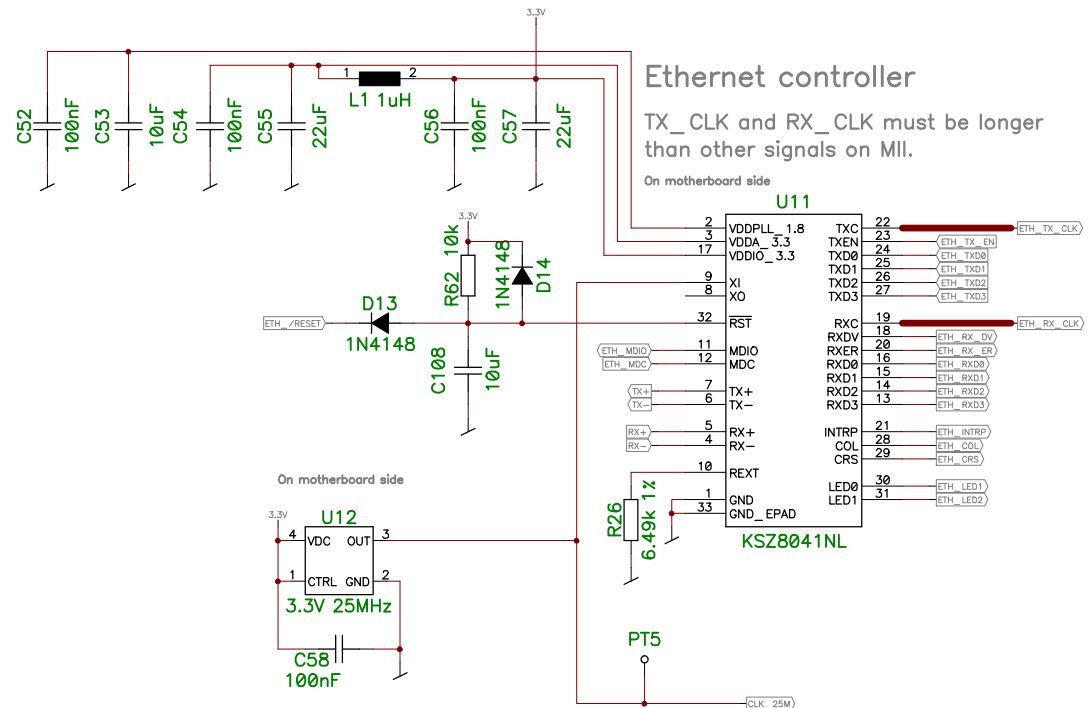 3.3V
1 2
L1 1uH
C52 100nF
C53 10uF
C54 100nF
C55 22uF
C56 100nF
C57 22uF
Ethernet controller
TX_CLK and RX_CLK must be longer
than other signals on MII.
On motherboard side
U11
2 VDDPLL_1.8
3 VDDA_3.3
17 VDDIO_3.3
9 XI
8 XO
32 RST
11 MDIO
12 MDC
7 TX+
6 TX-
5 RX+
4 RX-
10 REXT
1 GND
33 GND_EPAD
TXC 22 ETH_TX_CLK
TXEN 23 ETH_TX_EN
TXD0 24 ETH_TXD0
TXD1 25 ETH_TXD1
TXD2 26 ETH_TXD2
TXD3 27 ETH_TXD3
RXC 19 ETH_RX_CLK
RXDV 18 ETH_RX_DV
RXER 20 ETH_RX_ER
RXD0 16 ETH_RXD0
RXD1 15 ETH_RXD1
RXD2 14 ETH_RXD2
RXD3 13 ETH_RXD3
INTRP 21 ETH_INTRP
COL 28 ETH_COL
CRS 29 ETH_CRS
LED0 30 ETH_LED1
LED1 31 ETH_LED2
KSZ8041NL
3.3V
R62 10k
1N4148 D14
ETH_/RESET
D13
1N4148
C108 10uF
ETH_MDIO
ETH_MDC
TX+
TX-
RX+
RX-
R26 6.49k 1%
On motherboard side
3.3V
U12
4 VDC OUT 3
1 CTRL GND 2
3.3V 25MHz
C58
100nF
PT5
CLK 25M